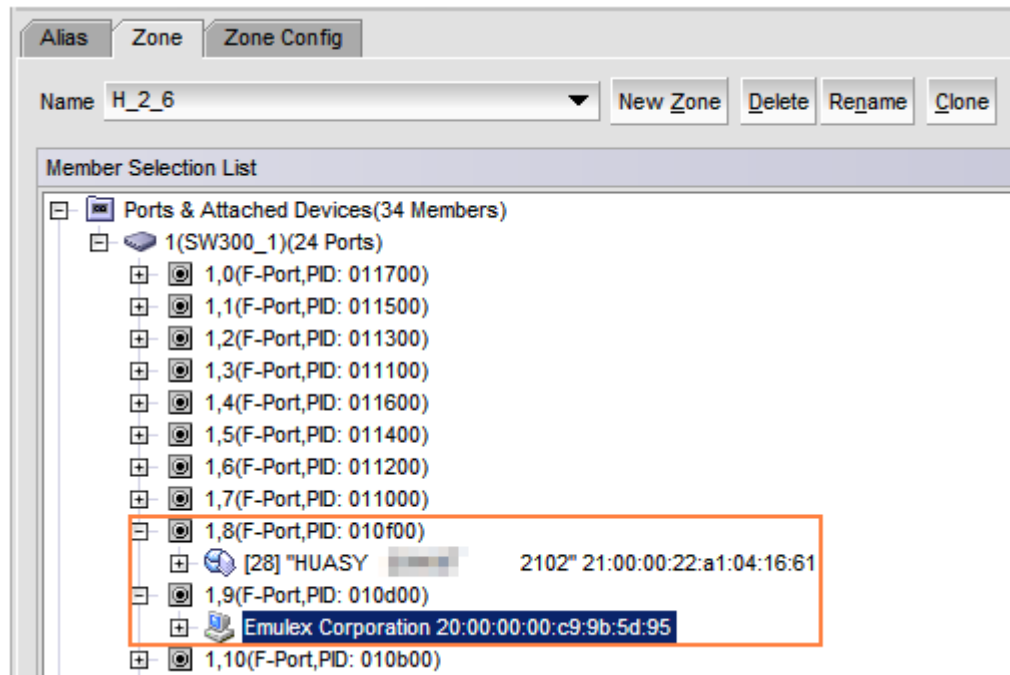 Alias Zone Zone Config
Name H_2_6 New Zone Delete Rename Clone
Member Selection List
Ports & Attached Devices(34 Members)
1(SW300_1)(24 Ports)
1,0(F-Port,PID: 011700)
1,1(F-Port,PID: 011500)
1,2(F-Port,PID: 011300)
1,3(F-Port,PID: 011100)
1,4(F-Port,PID: 011600)
1,5(F-Port,PID: 011400)
1,6(F-Port,PID: 011200)
1,7(F-Port,PID: 011000)
1,8(F-Port,PID: 010f00)
[28] "HUASY 2102" 21:00:00:22:a1:04:16:61
1,9(F-Port,PID: 010d00)
Emulex Corporation 20:00:00:00:c9:9b:5d:95
1,10(F-Port,PID: 010b00)